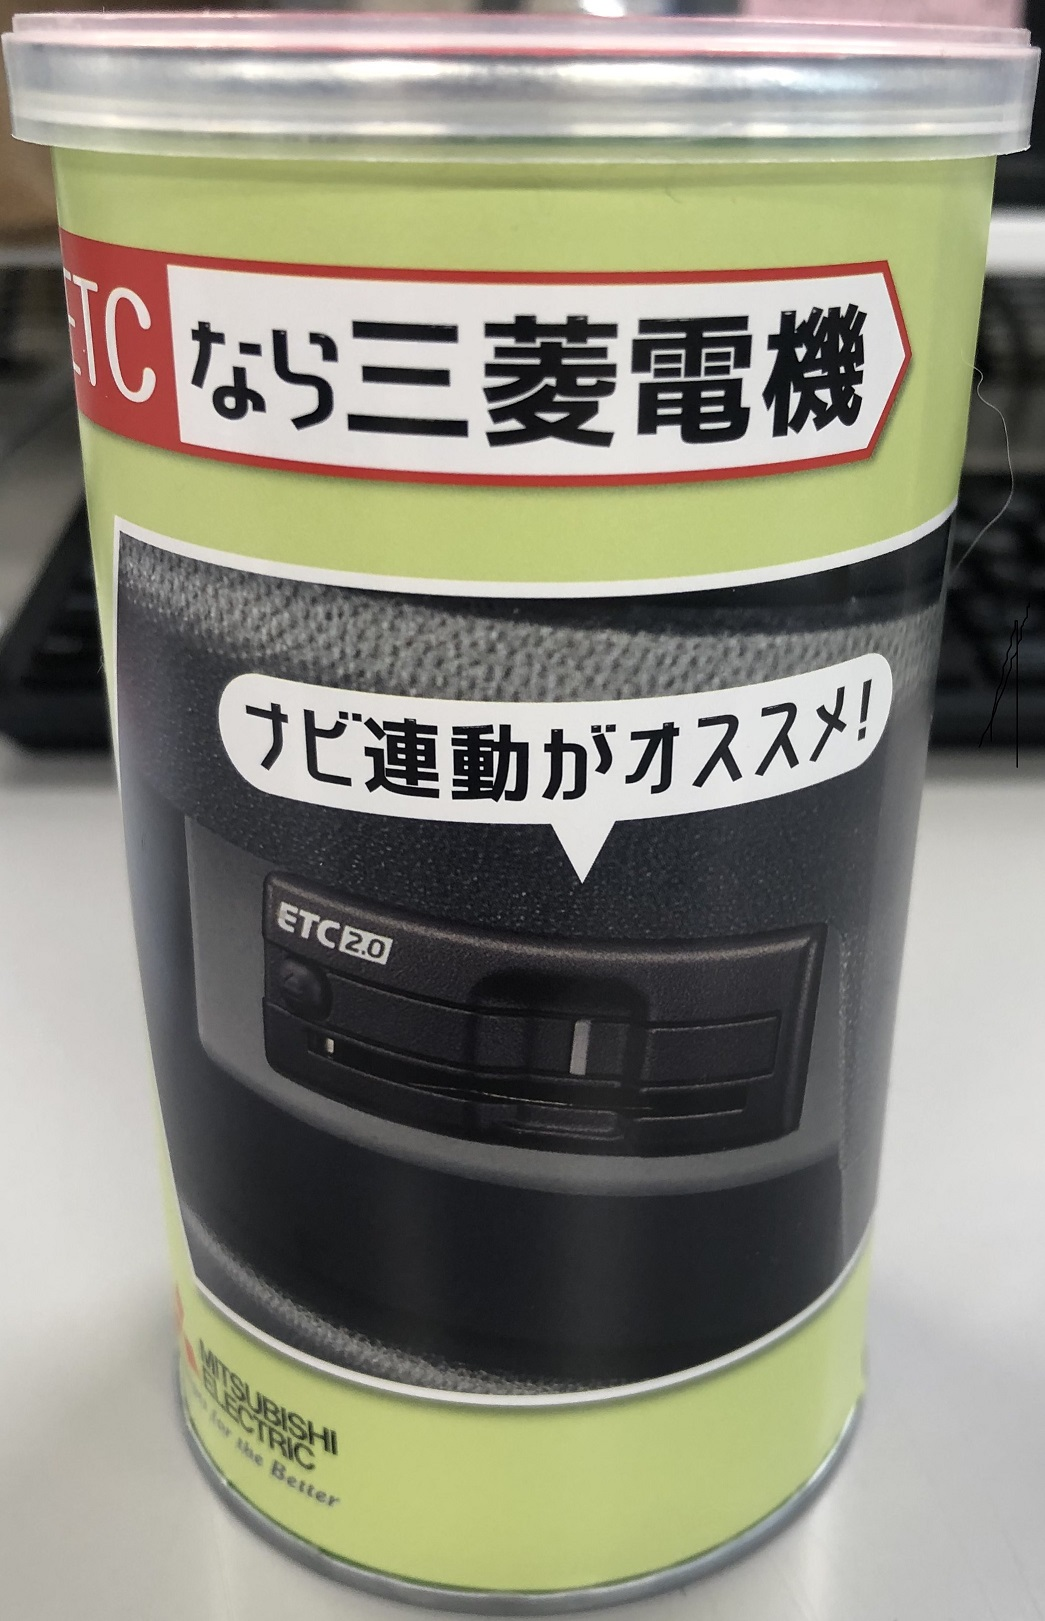 ETCなら三菱電機
ナビ連動がオススメ!
ETC2.0
MITSUBISHI
ELECTRIC
for the Better